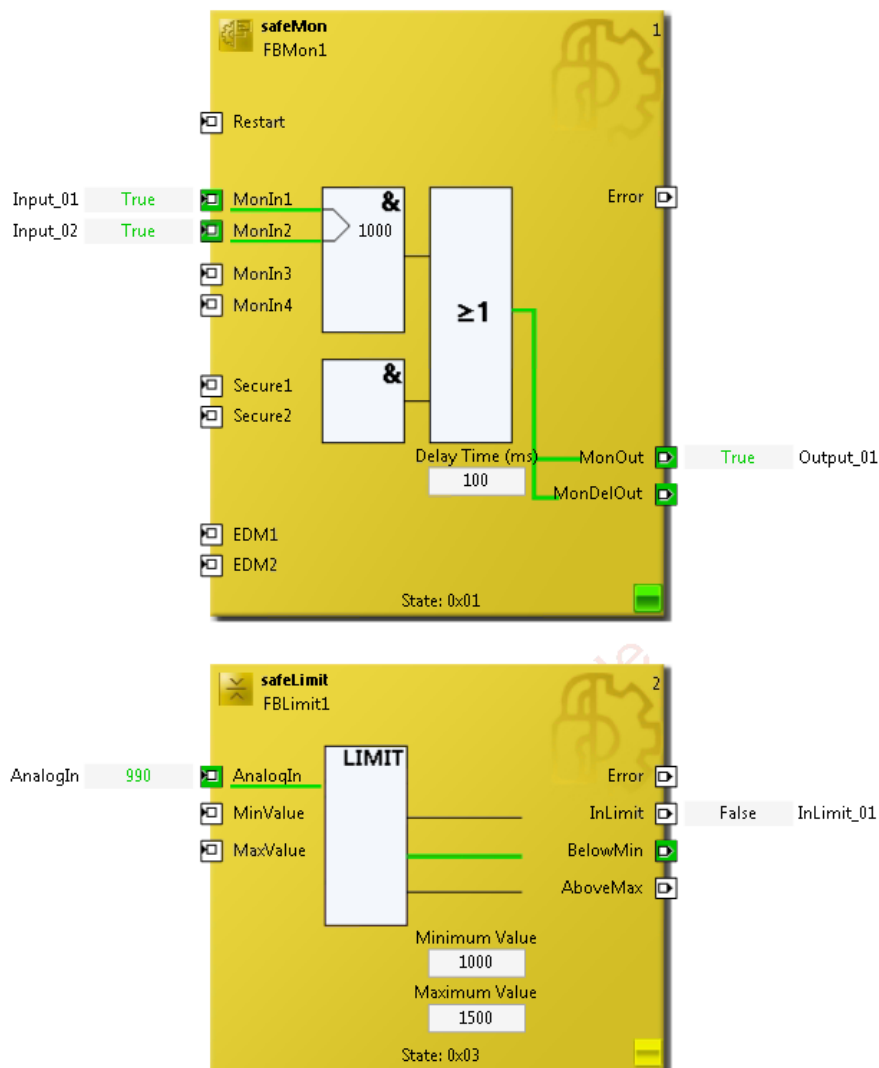 safeMon
1
FBMon1
Restart
Input_01 True MonIn1 & Error
Input_02 True MonIn2 1000
MonIn3
MonIn4
≥1
Secure1 &
Secure2
Delay Time (ms) MonOut True Output_01
100 MonDelOut
EDM1
EDM2
State: 0x01
safeLimit
2
FBLimit1
LIMIT
AnalogIn 990 AnalogIn Error
MinValue InLimit False InLimit_01
MaxValue BelowMin
AboveMax
Minimum Value
1000
Maximum Value
1500
State: 0x03